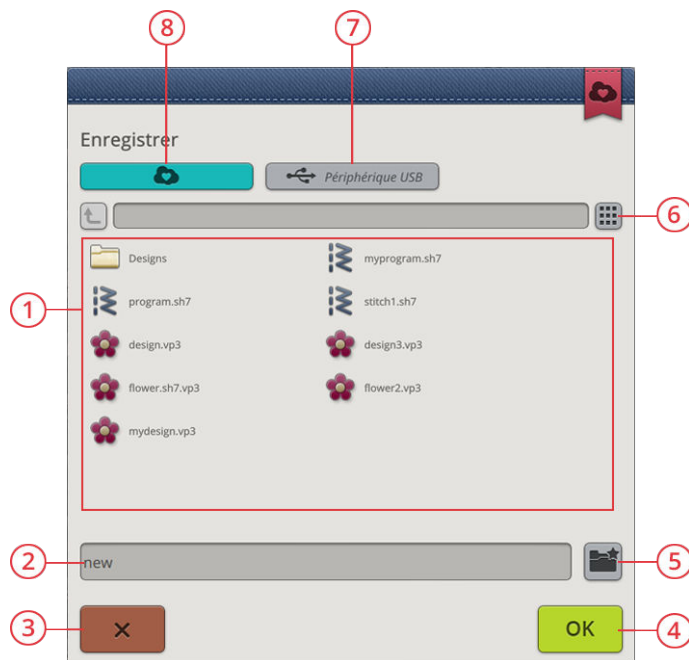 8 7
Enregistrer
Périphérique USB
6
Designs myprogram.sh7
1
program.sh7 stitch1.sh7
design.vp3 design3.vp3
flower.sh7.vp3 flower2.vp3
mydesign.vp3
2 new 5
3 OK 4